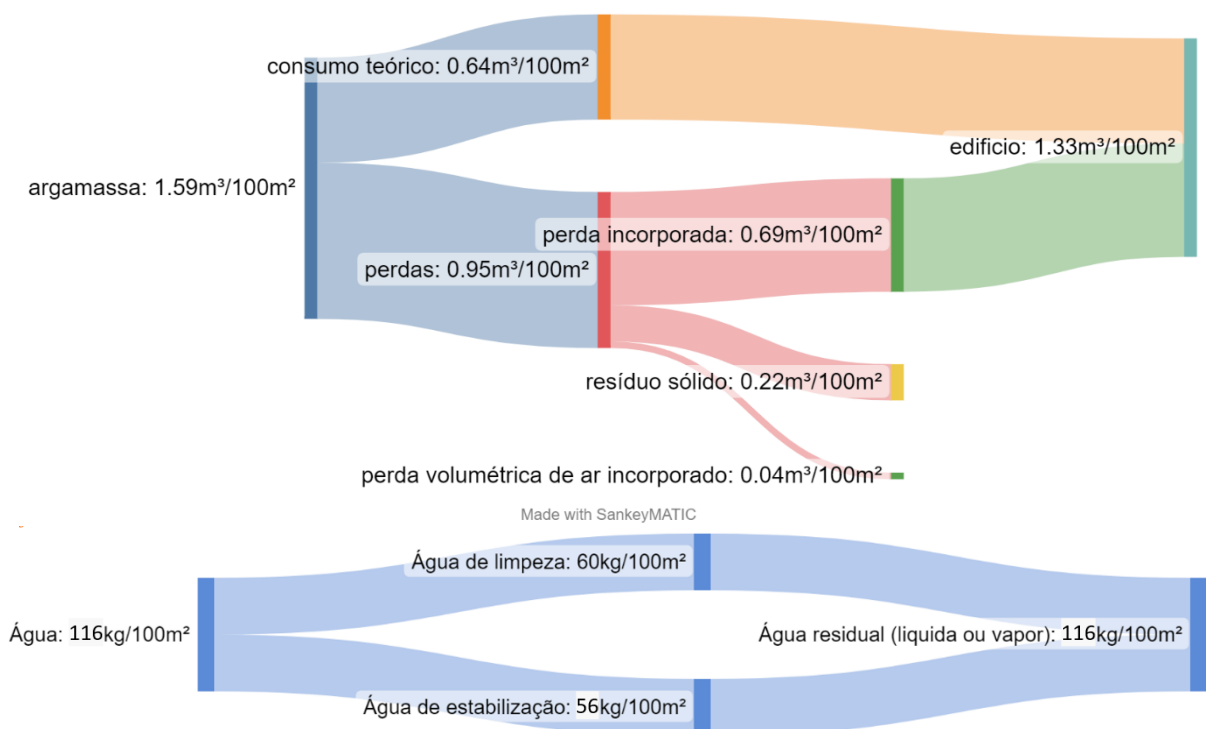 consumo teórico: 0.64m³/100m²
edificio: 1.33m³/100m²
argamassa: 1.59m³/100m²
perda incorporada: 0.69m³/100m²
perdas: 0.95m³/100m²
resíduo sólido: 0.22m³/100m²
perda volumétrica de ar incorporado: 0.04m³/100m²
Made with SankeyMATIC
Água de limpeza: 60kg/100m²
Água: 116kg/100m²
Água residual (liquida ou vapor): 116kg/100m²
Água de estabilização: 56kg/100m²